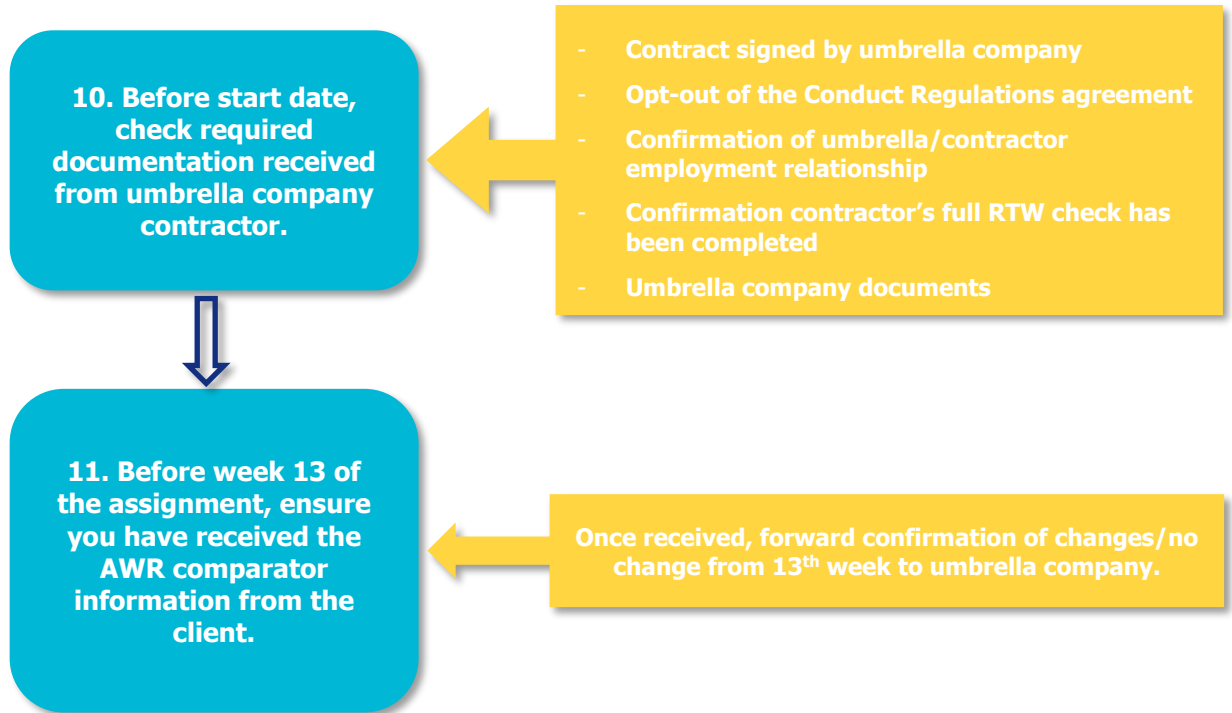 10. Before start date,
check required
documentation received
from umbrella company
contractor.
- Contract signed by umbrella company
- Opt-out of the Conduct Regulations agreement
- Confirmation of umbrella/contractor
employment relationship
- Confirmation contractor's full RTW check has
been completed
- Umbrella company documents
11. Before week 13 of
the assignment, ensure
you have received the
AWR comparator
information from the
client.
Once received, forward confirmation of changes/no
change from 13th week to umbrella company.